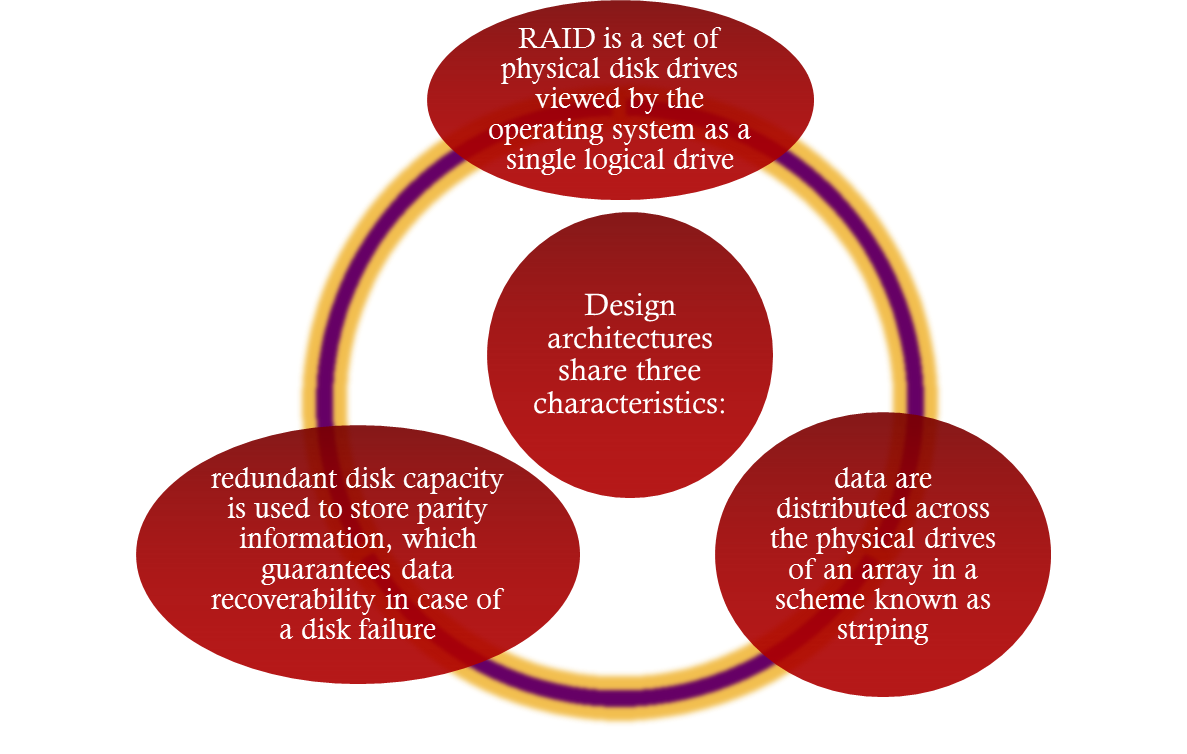 RAID is a set of
physical disk drives
viewed by the
operating system as a
single logical drive
Design
architectures
share three
characteristics:
redundant disk capacity
is used to store parity
information, which
guarantees data
recoverability in case of
a disk failure
data are
distributed across
the physical drives
of an array in a
scheme known as
striping